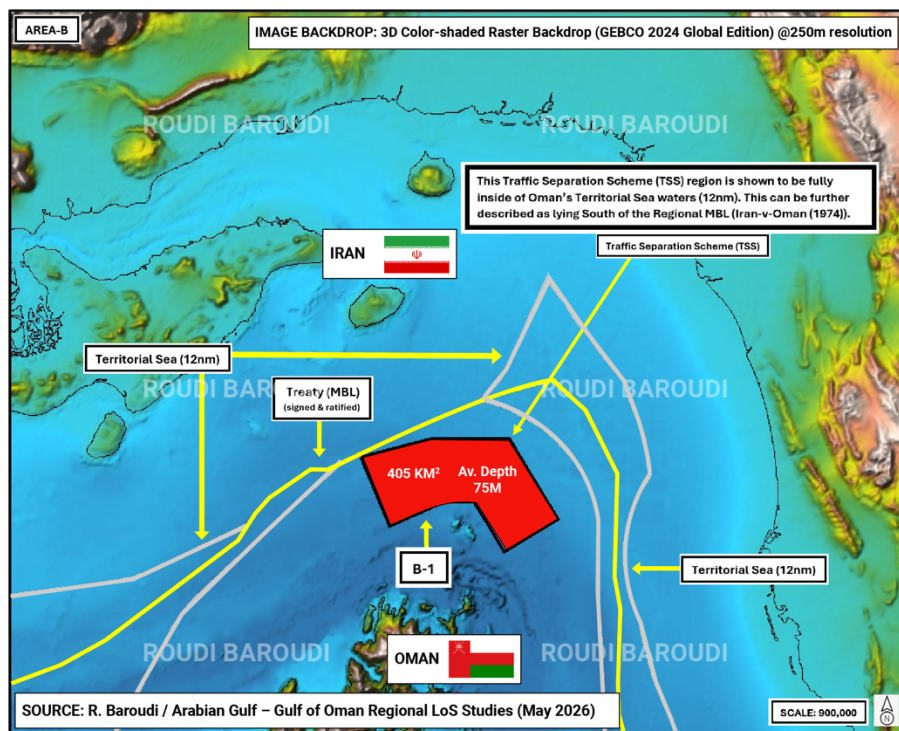 AREA-B
IMAGE BACKDROP: 3D Color-shaded Raster Backdrop (GEBCO 2024 Global Edition) @250m resolution
ROUDI BAROUDI
ROUDI BAROUDI
This Traffic Separation Scheme (TSS) region is shown to be fully
inside of Oman's Territorial Sea waters (12nm). This can be further
described as lying South of the Regional MBL (Iran-v-Oman (1974)).
Traffic Separation Scheme (TSS)
IRAN
Territorial Sea (12nm)
Treaty (MBL)
(signed & ratified)
ROUDI BAROUDI
ROUDI BAROUDI
405 KM²
Av. Depth
75M
B-1
Territorial Sea (12nm)
OMAN
ROUDI BAROUDI
ROUDI BAROUDI
SOURCE: R. Baroudi / Arabian Gulf – Gulf of Oman Regional LoS Studies (May 2026)
SCALE: 900,000
N